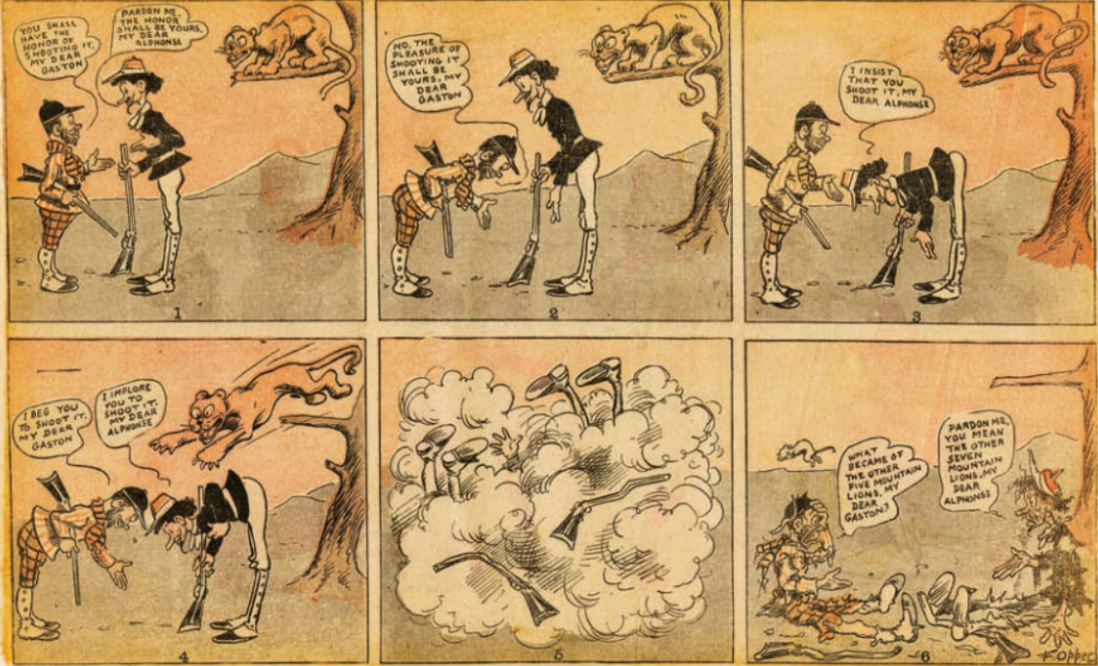 YOU SHALL
HAVE THE
HONOR OF
SHOOTING IT,
MY DEAR
GASTON
PARDON ME,
THE HONOR
SHALL BE YOURS,
MY DEAR
ALPHONSE
1
NO, THE
PLEASURE OF
SHOOTING IT
SHALL BE
YOURS, MY
DEAR
GASTON
2
I INSIST
THAT YOU
SHOOT IT, MY
DEAR ALPHONSE
3
I BEG YOU
TO SHOOT IT,
MY DEAR
GASTON
I IMPLORE
YOU TO
SHOOT IT,
MY DEAR
ALPHONSE
4
5
WHAT
BECAME OF
THE OTHER
FIVE MOUNTAIN
LIONS, MY
DEAR
GASTON?
PARDON ME,
YOU MEAN
THE OTHER
SEVEN
MOUNTAIN
LIONS, MY
DEAR
ALPHONSE
6
F. Opper